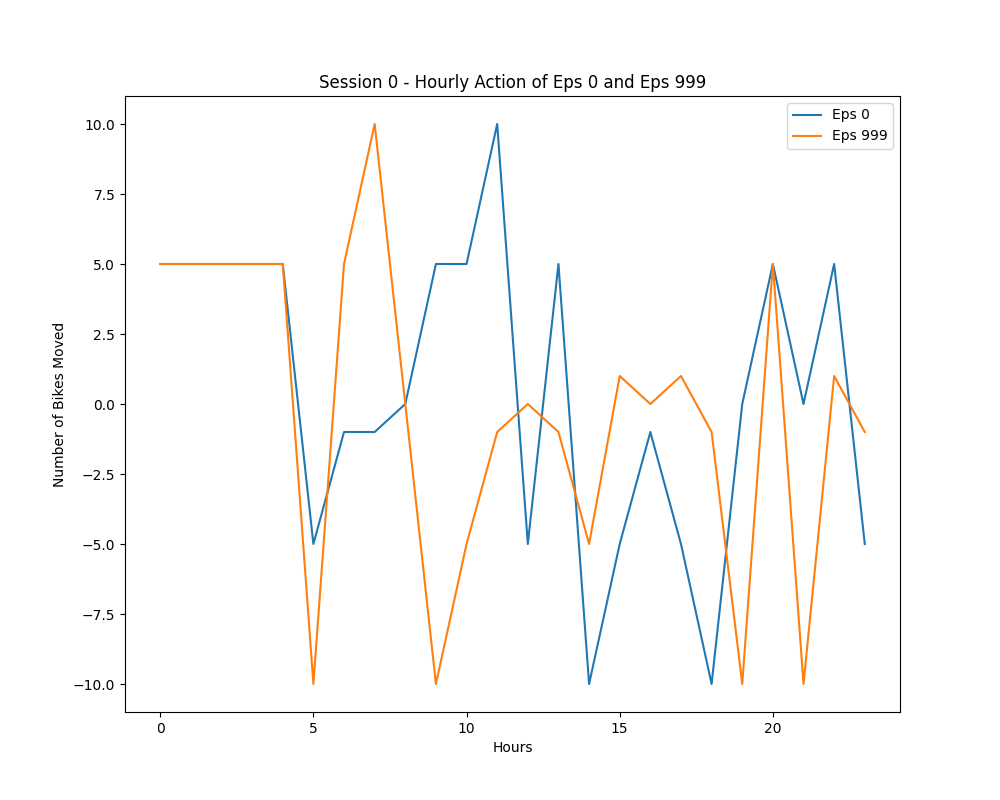 Session 0 - Hourly Action of Eps 0 and Eps 999
Eps 0
Eps 999
Number of Bikes Moved
10.0
7.5
5.0
2.5
0.0
−2.5
−5.0
−7.5
−10.0
0 5 10 15 20
Hours